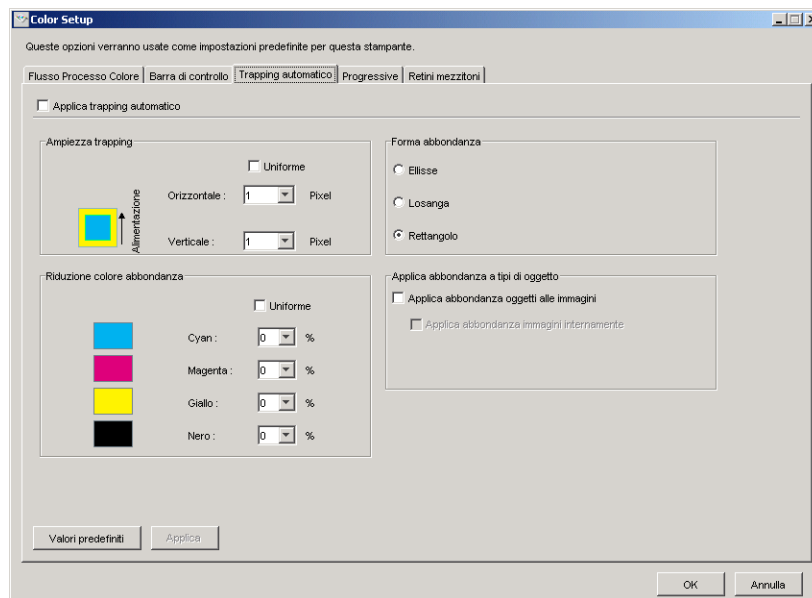 Color Setup
Queste opzioni verranno usate come impostazioni predefinite per questa stampante.
Flusso Processo Colore Barra di controllo Trapping automatico Progressive Retini mezzitoni
Applica trapping automatico
Ampiezza trapping
Uniforme
Orizzontale : 1 Pixel
Alimentazione
Verticale : 1 Pixel
Forma abbondanza
Ellisse
Losanga
Rettangolo
Riduzione colore abbondanza
Uniforme
Cyan : 0 %
Magenta : 0 %
Giallo : 0 %
Nero : 0 %
Applica abbondanza a tipi di oggetto
Applica abbondanza oggetti alle immagini
Applica abbondanza immagini internamente
Valori predefiniti Applica
OK Annulla